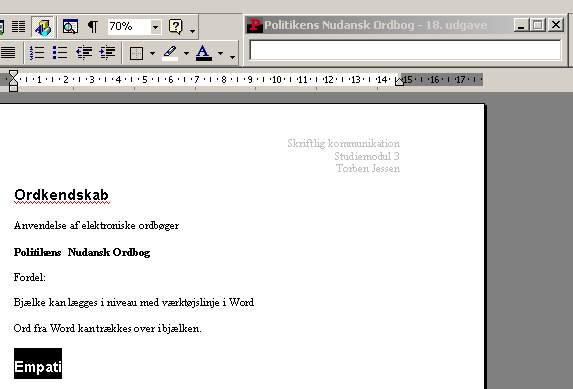 70%
Politikens Nudansk Ordbog - 18. udgave
1 2 3 4 5 6 7 8 9 10 11 12 13 14 15 16 17
Skriftlig kommunikation
Studiemodul 3
Torben Jessen
Ordkendskab
Anvendelse af elektroniske ordbøger
Politikens Nudansk Ordbog
Fordel:
Bjælke kan lægges i niveau med værktøjslinje i Word
Ord fra Word kan trækkes over i bjælken.
Empati